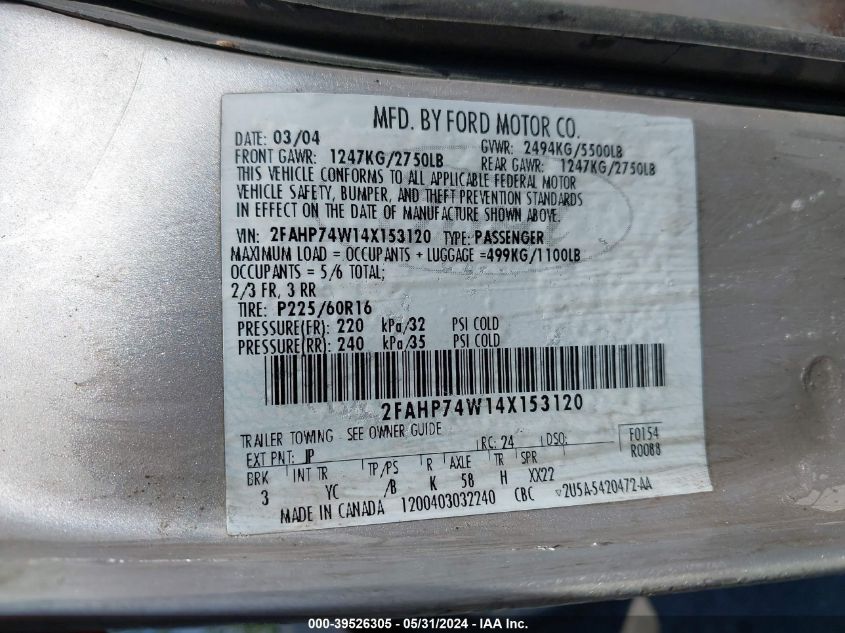 MFD. BY FORD MOTOR CO.
DATE: 03/04 GVWR: 2494KG/5500LB
FRONT GAWR: 1247KG/2750LB REAR GAWR: 1247KG/2750LB
THIS VEHICLE CONFORMS TO ALL APPLICABLE FEDERAL MOTOR
VEHICLE SAFETY, BUMPER, AND THEFT PREVENTION STANDARDS
IN EFFECT ON THE DATE OF MANUFACTURE SHOWN ABOVE.
VIN: 2FAHP74W14X153120 TYPE: PASSENGER
MAXIMUM LOAD = OCCUPANTS + LUGGAGE =499KG/1100LB
OCCUPANTS = 5/6 TOTAL;
2/3 FR, 3 RR
TIRE: P225/60R16
PRESSURE(FR): 220 kPa/32 PSI COLD
PRESSURE(RR): 240 kPa/35 PSI COLD
2FAHP74W14X153120
TRAILER TOWING - SEE OWNER GUIDE
EXT PNT: JP RC: 24 DSO: F0154
R0088
BRK INT TR TP/PS R AXLE TR SPR
3 YC /B K 58 H XX22
MADE IN CANADA 1200403032240 CBC ▽2U5A-5420472-AA
000-39526305 - 05/31/2024 - IAAI.COM